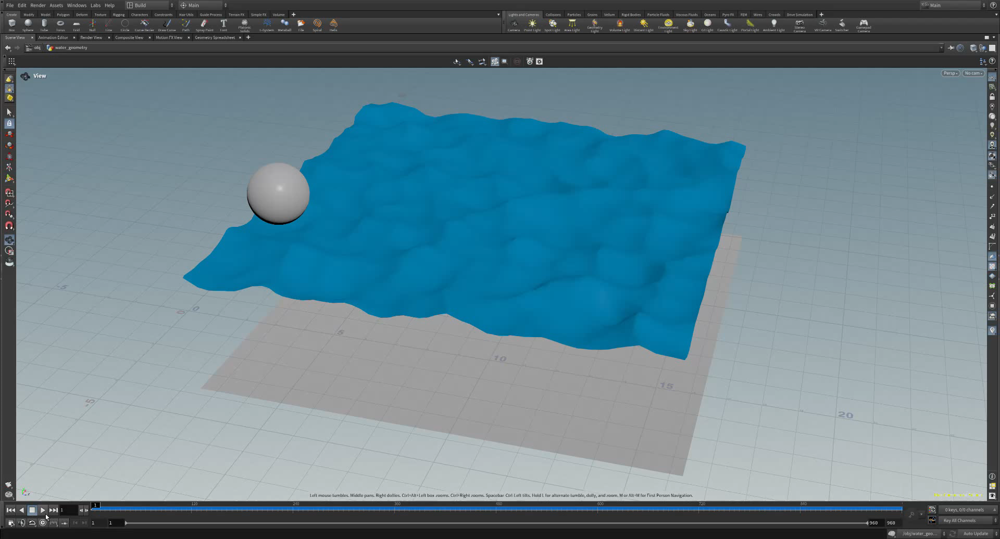 File Edit Render Assets Windows Labs Help Build Main Main
Create Modify Model Polygon Deform Texture Rigging Characters Constraints Hair Utils Guide Process Terrain FX Simple FX Volume
Lights and Cameras Collisions Particles Grains Vellum Rigid Bodies Particle Fluids Viscous Fluids Oceans Pyro FX FEM Wires Crowds Drive Simulation
Box Sphere Tube Torus Grid Null Line Circle Curve Bezier Draw Curve Path Spray Paint Font Platonic Solids L-System Metaball File Spiral Helix
Camera Point Light Spot Light Area Light Geometry Light Volume Light Distant Light Environment Light Sky Light GI Light Caustic Light Portal Light Ambient Light Stereo Camera VR Camera Switcher Gamepad Camera
Scene View Animation Editor Render View Composite View Motion FX View Geometry Spreadsheet
obj water_geometry
View
Persp No cam
-5
0
0
5
10
15
20
-5
12
12
Left mouse tumbles. Middle pans. Right dollies. Ctrl+Alt+Left box-zooms. Ctrl+Right zooms. Spacebar-Ctrl-Left tilts. Hold L for alternate tumble, dolly, and zoom. M or Alt+M for First Person Navigation.
Non-Commercial Edition
1 1 120 240 360 480 600 720 840
0 keys, 0/0 channels
1 1 960 960
Key All Channels
/obj/water_geo... Auto Update